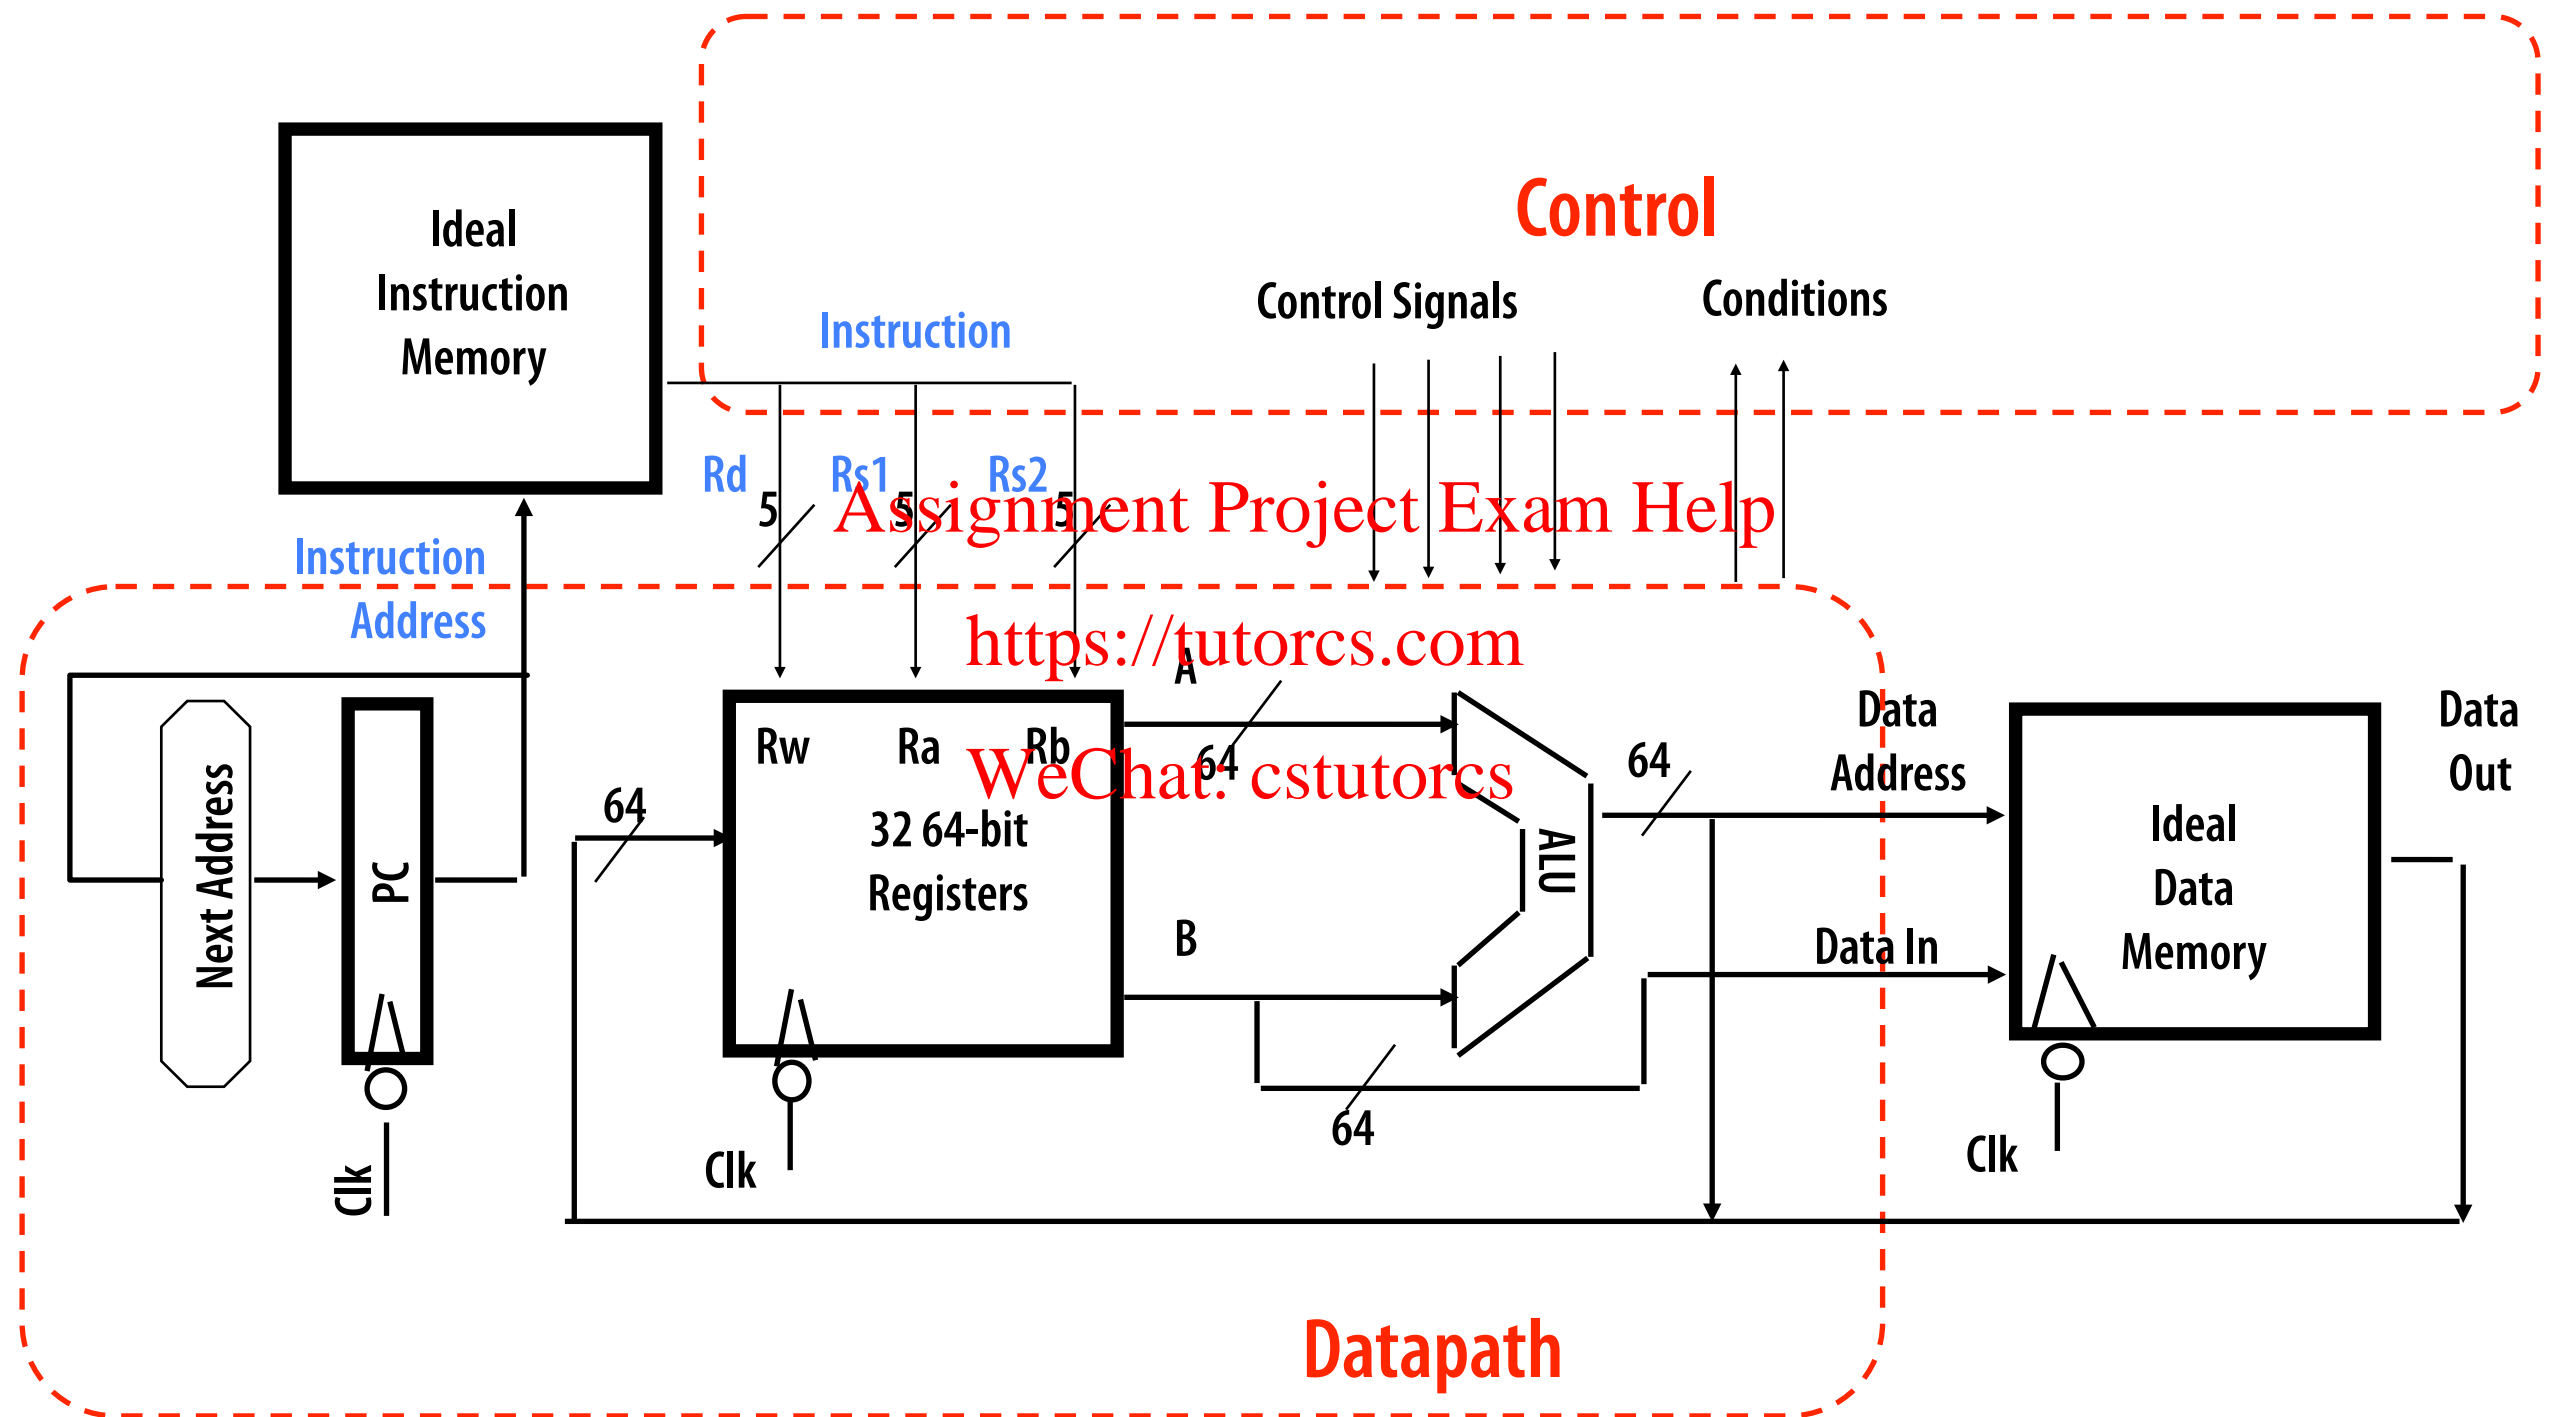 Control
Ideal
Instruction
Memory
Control Signals
Conditions
Instruction
Rd
Rs1
Rs2
5
5
5
Assignment Project Exam Help
Instruction
Address
https://tutorcs.com
A
Rw
Ra
Rb
64
WeChat: cstutorcs
64
64
Data
Address
Data
Out
Next Address
PC
32 64-bit
Registers
ALU
Ideal
Data
Memory
B
Data In
64
Clk
Clk
Clk
Datapath